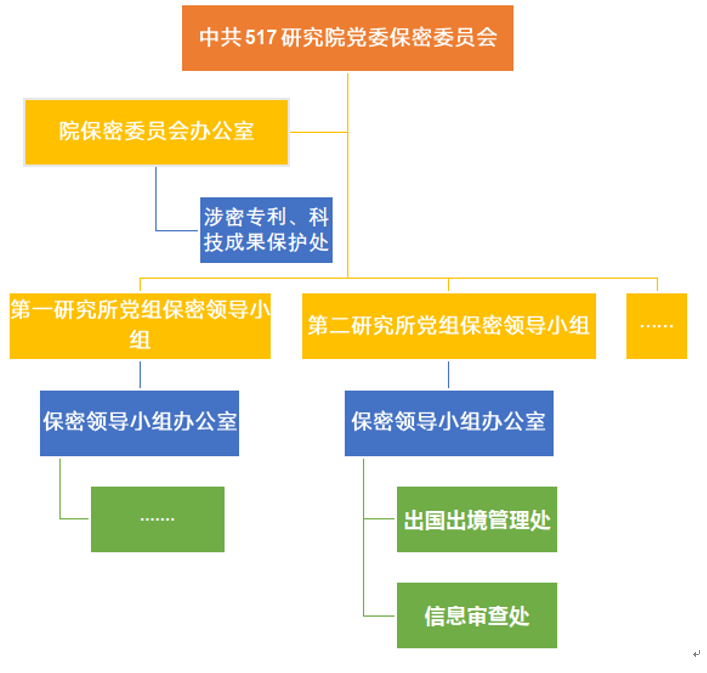 中共517研究院党委保密委员会
院保密委员会办公室
涉密专利、科
技成果保护处
第一研究所党组保密领导小
组
第二研究所党组保密领导小组
……
保密领导小组办公室
保密领导小组办公室
…….
出国出境管理处
信息审查处